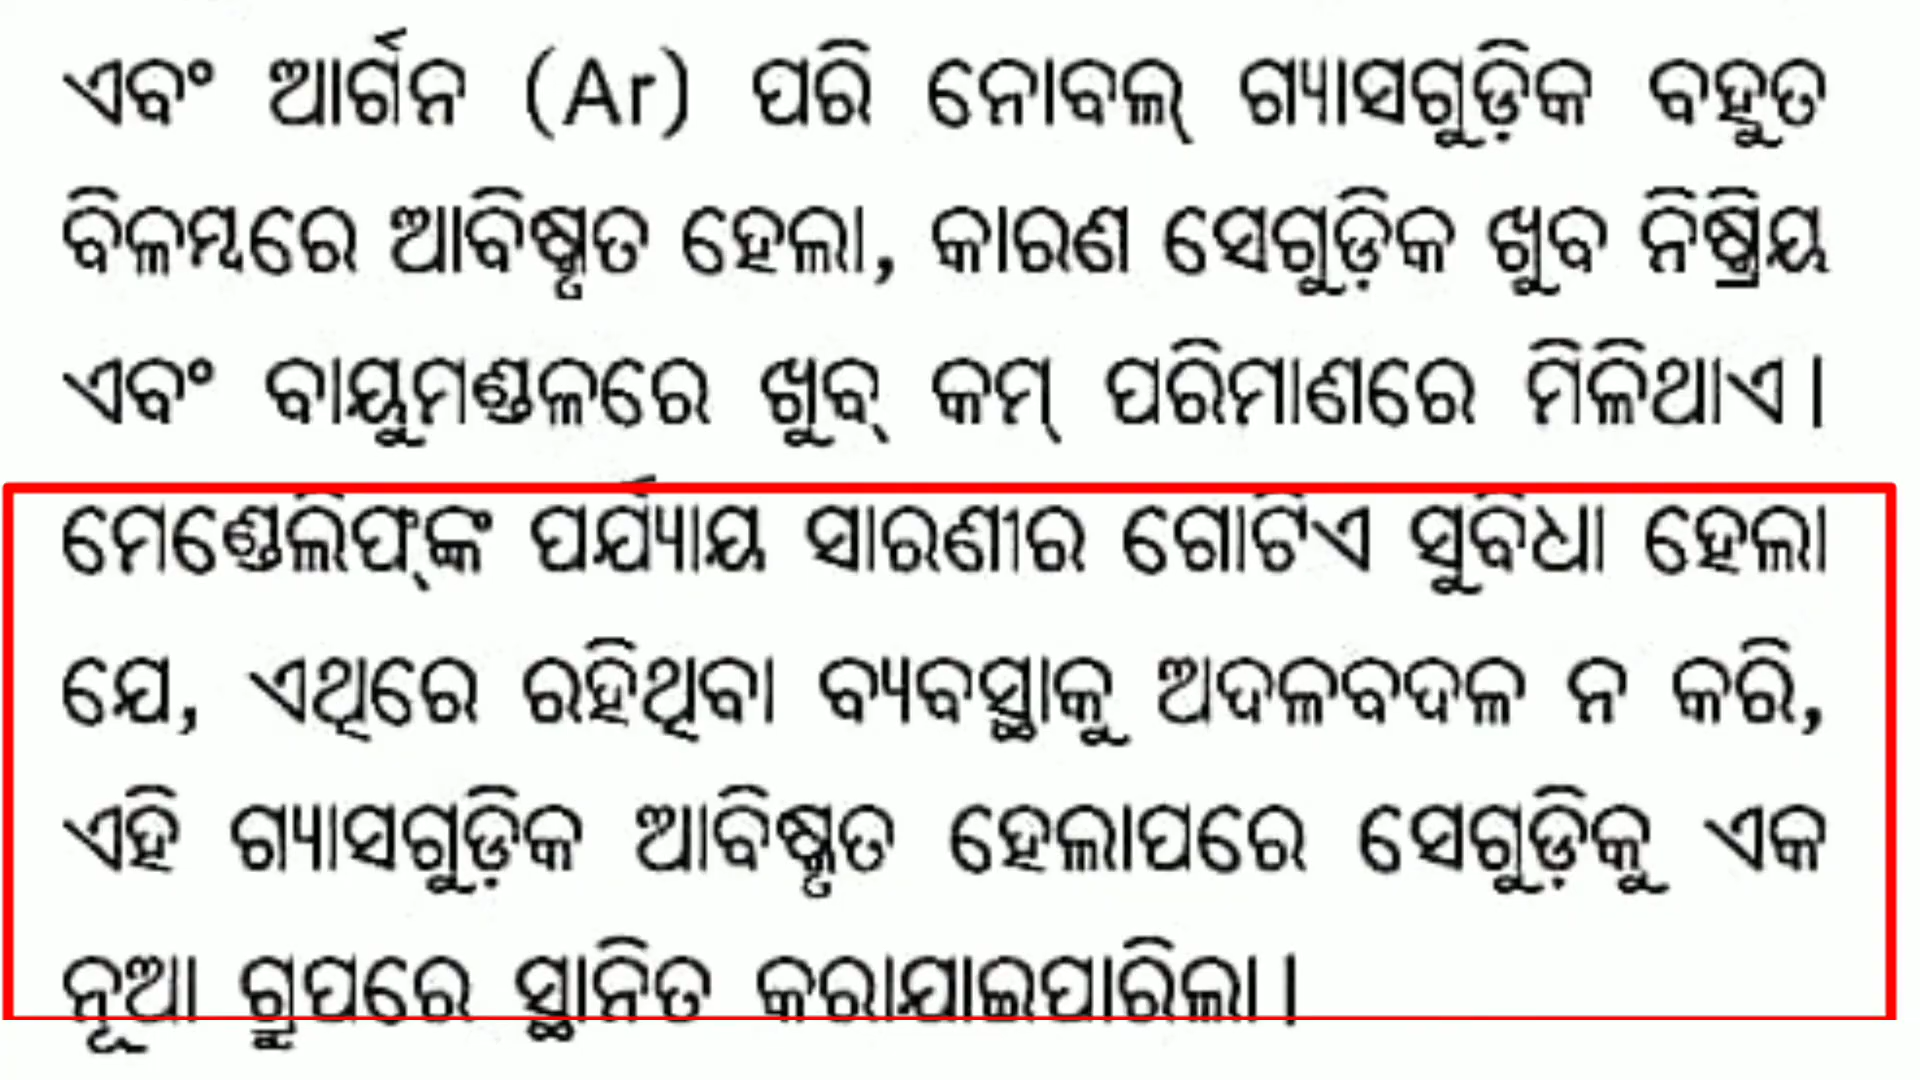 ଏବଂ ଆର୍ଗନ (Ar) ପରି ନୋବଲ୍ ଗ୍ୟାସଗୁଡ଼ିକ ବହୁତ
ବିଳମ୍ବରେ ଆବିଷ୍କୃତ ହେଲା, କାରଣ ସେଗୁଡ଼ିକ ଖୁବ ନିଷ୍କ୍ରିୟ
ଏବଂ ବାୟୁମଣ୍ଡଳରେ ଖୁବ୍ କମ୍ ପରିମାଣରେ ମିଳିଥାଏ।
ମେଣ୍ଡେଲିଫ୍‌ଙ୍କ ପର୍ଯ୍ୟାୟ ସାରଣୀର ଗୋଟିଏ ସୁବିଧା ହେଲା
ଯେ, ଏଥିରେ ରହିଥିବା ବ୍ୟବସ୍ଥାକୁ ଅଦଳବଦଳ ନ କରି,
ଏହି ଗ୍ୟାସଗୁଡ଼ିକ ଆବିଷ୍କୃତ ହେଲାପରେ ସେଗୁଡ଼ିକୁ ଏକ
ନୂଆ ଗ୍ରୁପରେ ସ୍ଥାନିତ କରାଯାଇପାରିଲା।